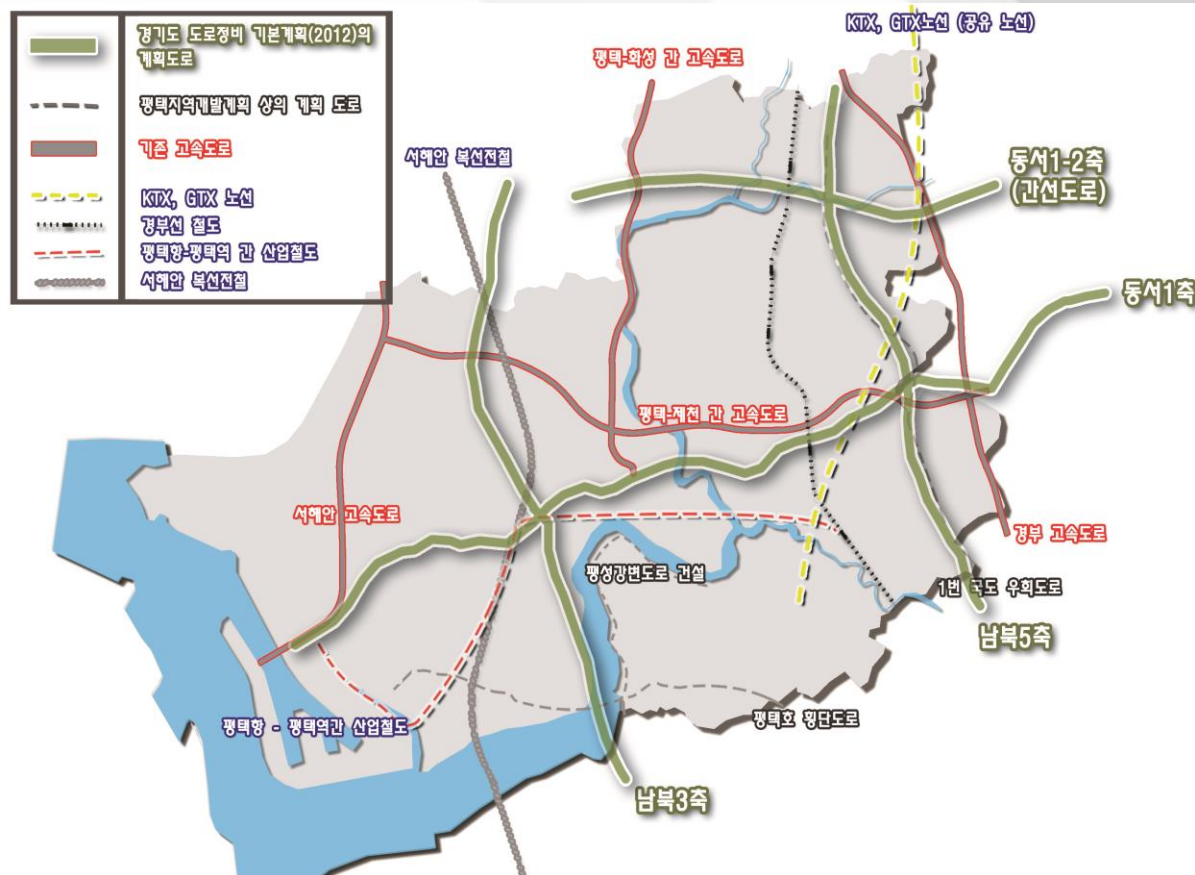 경기도 도로정비 기본계획(2012)의
계획도로
평택지역개발계획 상의 계획 도로
기존 고속도로
KTX, GTX 노선
경부선 철도
평택항-평택역 간 산업철도
서해안 복선전철
KTX, GTX노선 (공유 노선)
평택-화성 간 고속도로
서해안 복선전철
동서1-2축
(간선도로)
동서1축
평택-제천 간 고속도로
서해안 고속도로
경부 고속도로
팽성강변도로 건설
1번 국도 우회도로
남북5축
평택항 - 평택역간 산업철도
평택호 횡단도로
남북3축